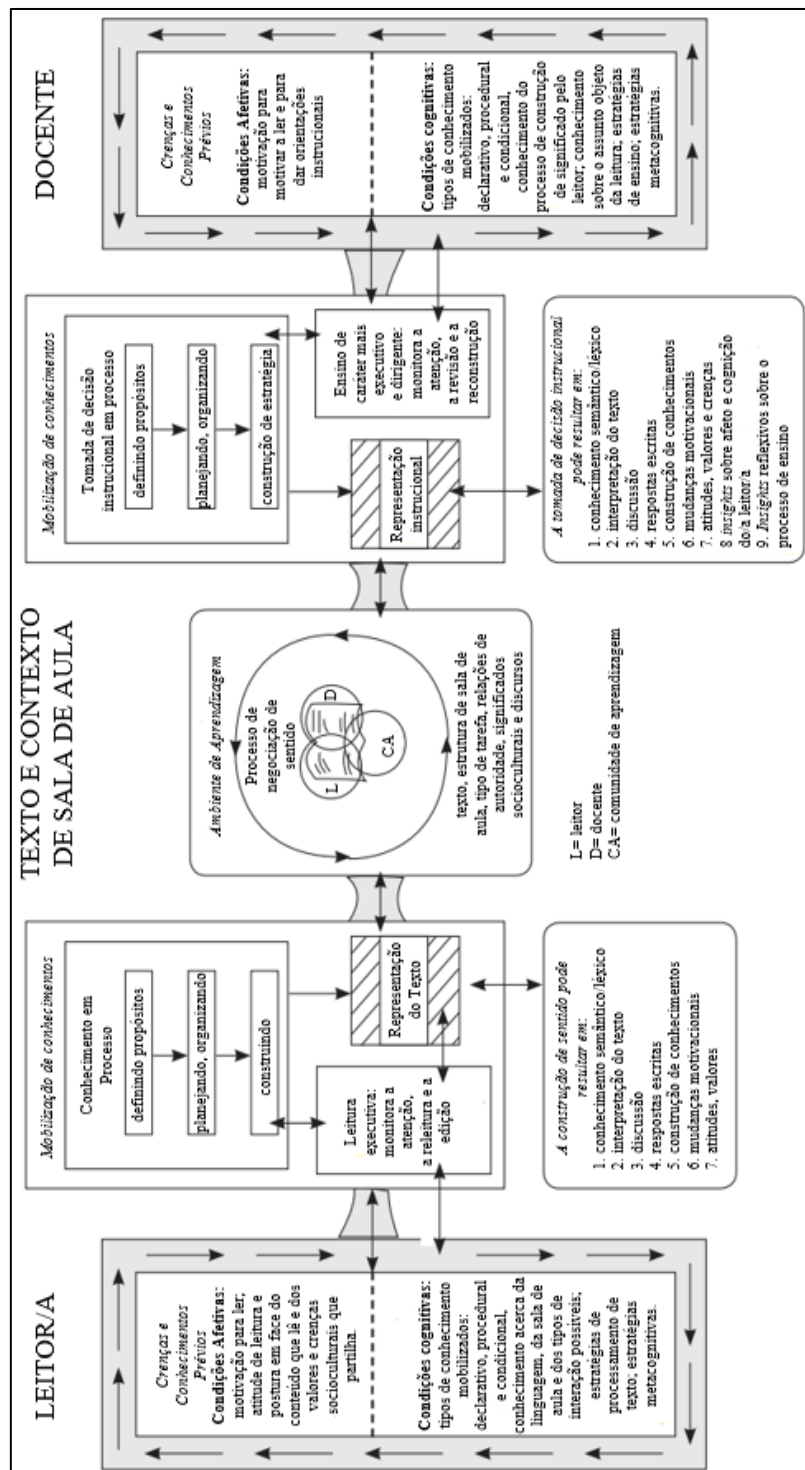 LEITOR/A
Crenças e
Conhecimentos
Prévios
Condições Afetivas:
motivação para ler;
atitude de leitura e
postura em face do
conteúdo que lê e dos
valores e crenças
socioculturais que
partilha.
Condições cognitivas:
tipos de conhecimento
mobilizados:
declarativo, procedural
e condicional,
conhecimento acerca da
linguagem, da sala de
aula e dos tipos de
interação possíveis;
estratégias de
processamento de
texto; estratégias
metacognitivas.
TEXTO E CONTEXTO
DE SALA DE AULA
Mobilização de conhecimentos
Conhecimento em
Processo
definindo propósitos
planejando, organizando
construindo
Leitura
executiva:
monitora a
atenção,
a releitura e a
edição
Representação
do Texto
A construção de sentido pode
resultar em:
1. conhecimento semântico/léxico
2. interpretação do texto
3. discussão
4. respostas escritas
5. construção de conhecimentos
6. mudanças motivacionais
7. atitudes, valores
Ambiente de Aprendizagem
Processo de
negociação de
sentido
L
D
CA
texto, estrutura de sala de
aula, tipo de tarefa, relações de
autoridade, significados
socioculturais e discursos
L= leitor
D= docente
CA= comunidade de aprendizagem
Mobilização de conhecimentos
Tomada de decisão
instrucional em processo
definindo propósitos
planejando, organizando
construção de estratégia
Representação
instrucional
Ensino de
caráter mais
executivo
e dirigente:
monitora a
atenção,
a revisão e a
reconstrução
A tomada de decisão instrucional
pode resultar em:
1. conhecimento semântico/léxico
2. interpretação do texto
3. discussão
4. respostas escritas
5. construção de conhecimentos
6. mudanças motivacionais
7. atitudes, valores e crenças
8 insights sobre afeto e cognição
do/a leitor/a
9. Insights reflexivos sobre o
processo de ensino
DOCENTE
Crenças e
Conhecimentos
Prévios
Condições Afetivas:
motivação para
motivar a ler e para
dar orientações
instrucionais
Condições cognitivas:
tipos de conhecimento
mobilizados:
declarativo, procedural
e condicional,
conhecimento do
processo de construção
de significado pelo
leitor; conhecimento
sobre o assunto objeto
da leitura; estratégias
de ensino; estratégias
metacognitivas.